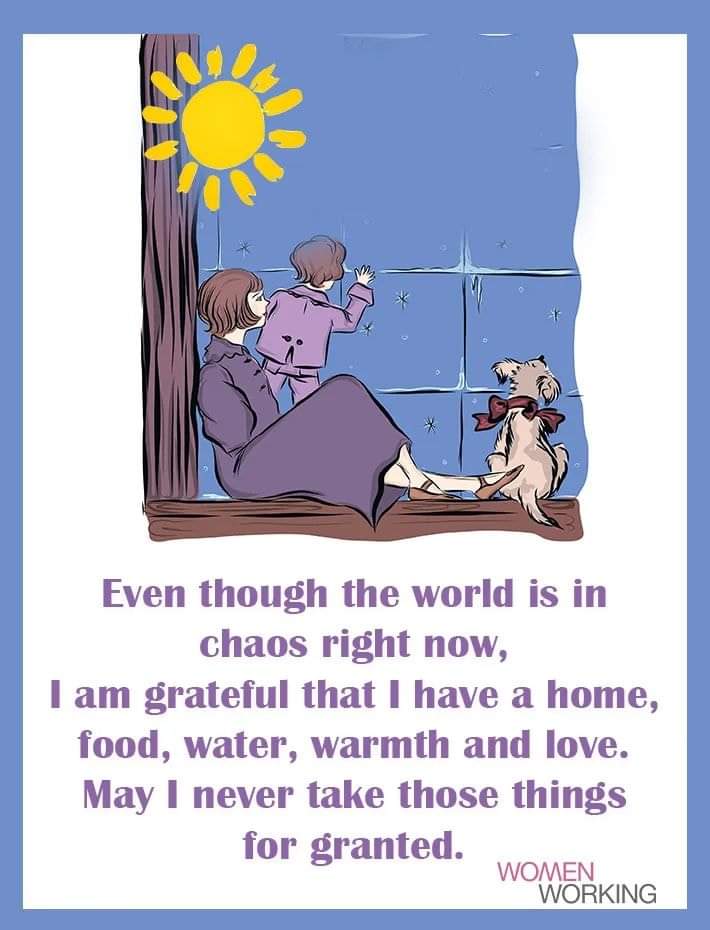 Even though the world is in
chaos right now,
I am grateful that I have a home,
food, water, warmth and love.
May I never take those things
for granted.
WOMEN
WORKING